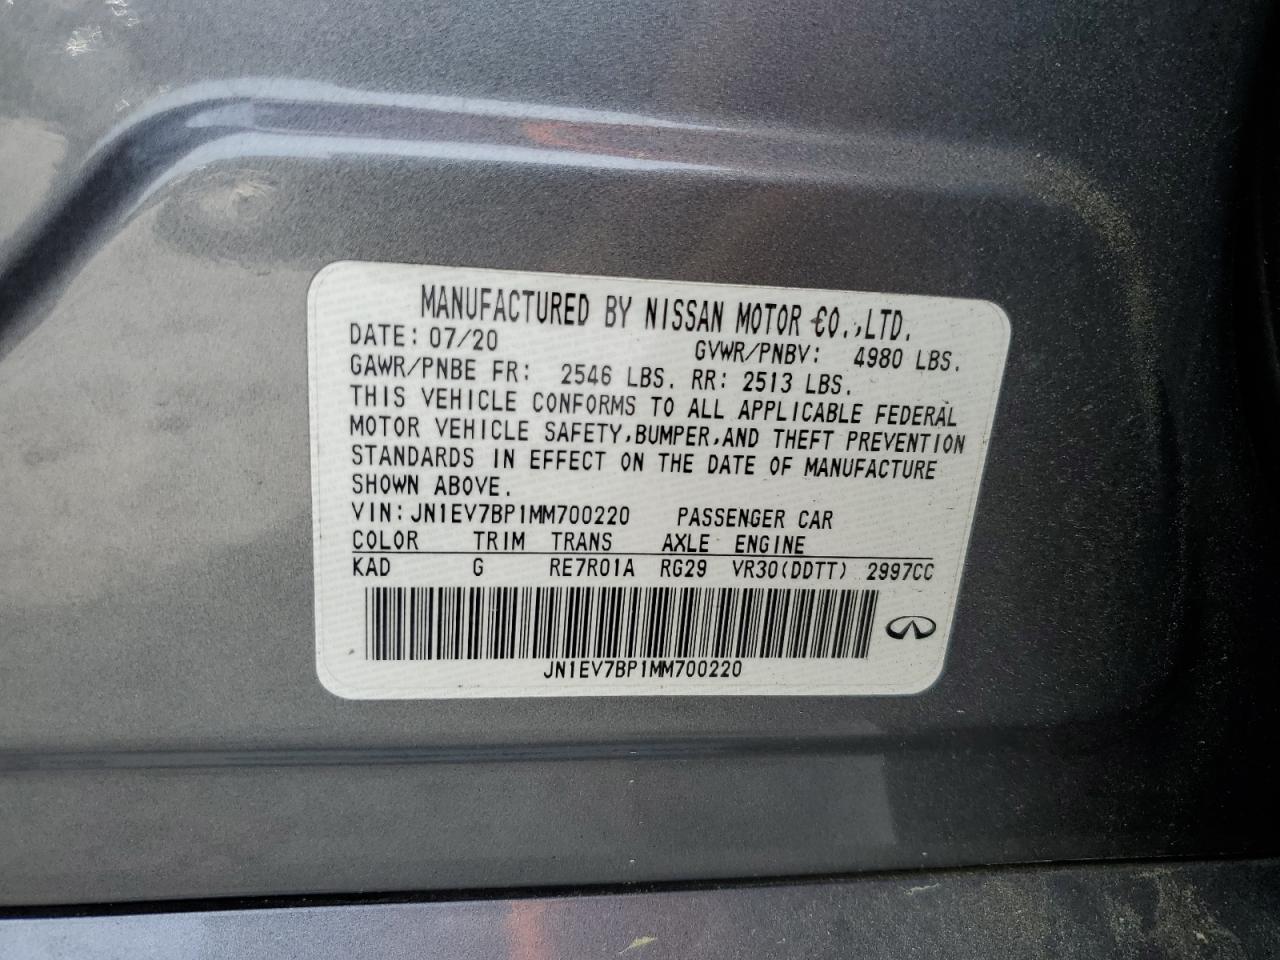 MANUFACTURED BY NISSAN MOTOR CO.,LTD.
DATE: 07/20 GVWR/PNBV: 4980 LBS.
GAWR/PNBE FR: 2546 LBS. RR: 2513 LBS.
THIS VEHICLE CONFORMS TO ALL APPLICABLE FEDERAL
MOTOR VEHICLE SAFETY,BUMPER,AND THEFT PREVENTION
STANDARDS IN EFFECT ON THE DATE OF MANUFACTURE
SHOWN ABOVE.
VIN: JN1EV7BP1MM700220 PASSENGER CAR
COLOR TRIM TRANS AXLE ENGINE
KAD G RE7R01A RG29 VR30(DDTT) 2997CC
JN1EV7BP1MM700220